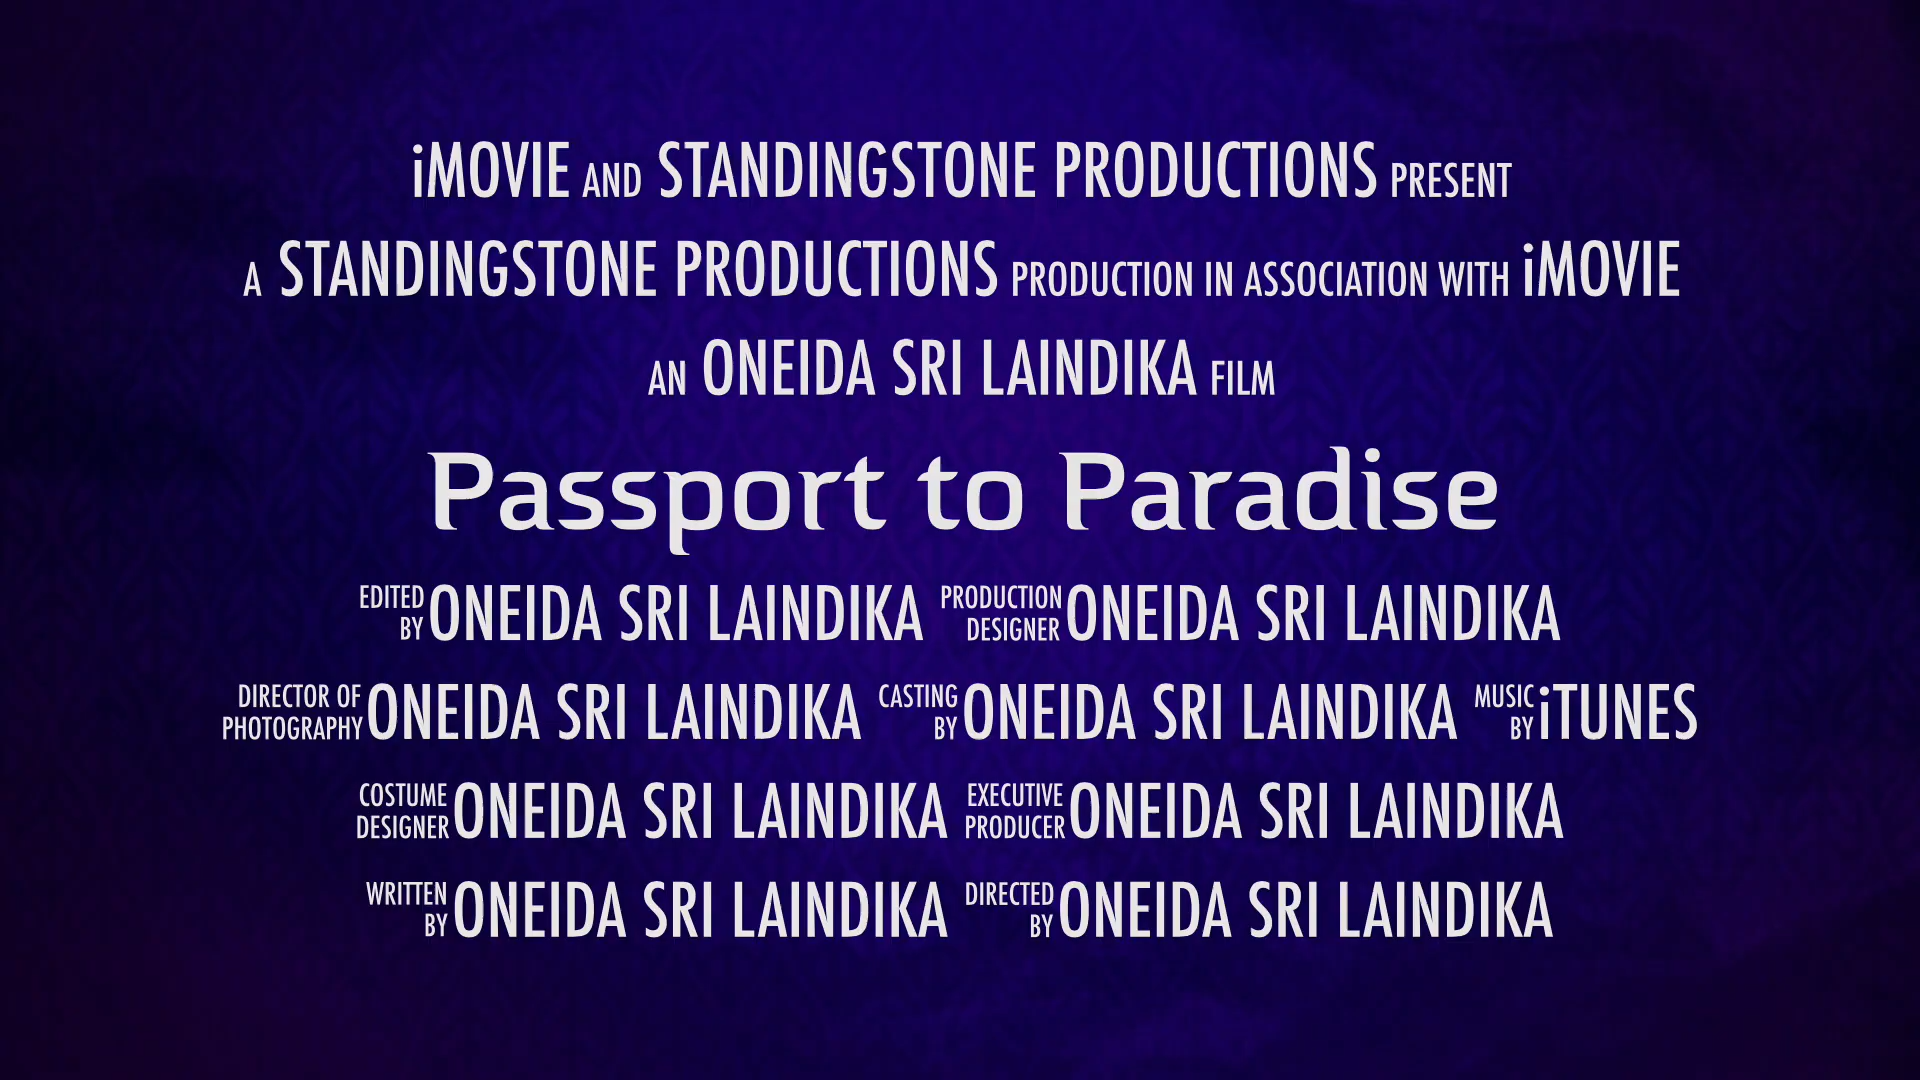 iMOVIE AND STANDINGSTONE PRODUCTIONS PRESENT
A STANDINGSTONE PRODUCTIONS PRODUCTION IN ASSOCIATION WITH iMOVIE
AN ONEIDA SRI LAINDIKA FILM
Passport to Paradise
EDITED BY ONEIDA SRI LAINDIKA PRODUCTION DESIGNER ONEIDA SRI LAINDIKA
DIRECTOR OF PHOTOGRAPHY ONEIDA SRI LAINDIKA CASTING BY ONEIDA SRI LAINDIKA MUSIC BY iTUNES
COSTUME DESIGNER ONEIDA SRI LAINDIKA EXECUTIVE PRODUCER ONEIDA SRI LAINDIKA
WRITTEN BY ONEIDA SRI LAINDIKA DIRECTED BY ONEIDA SRI LAINDIKA